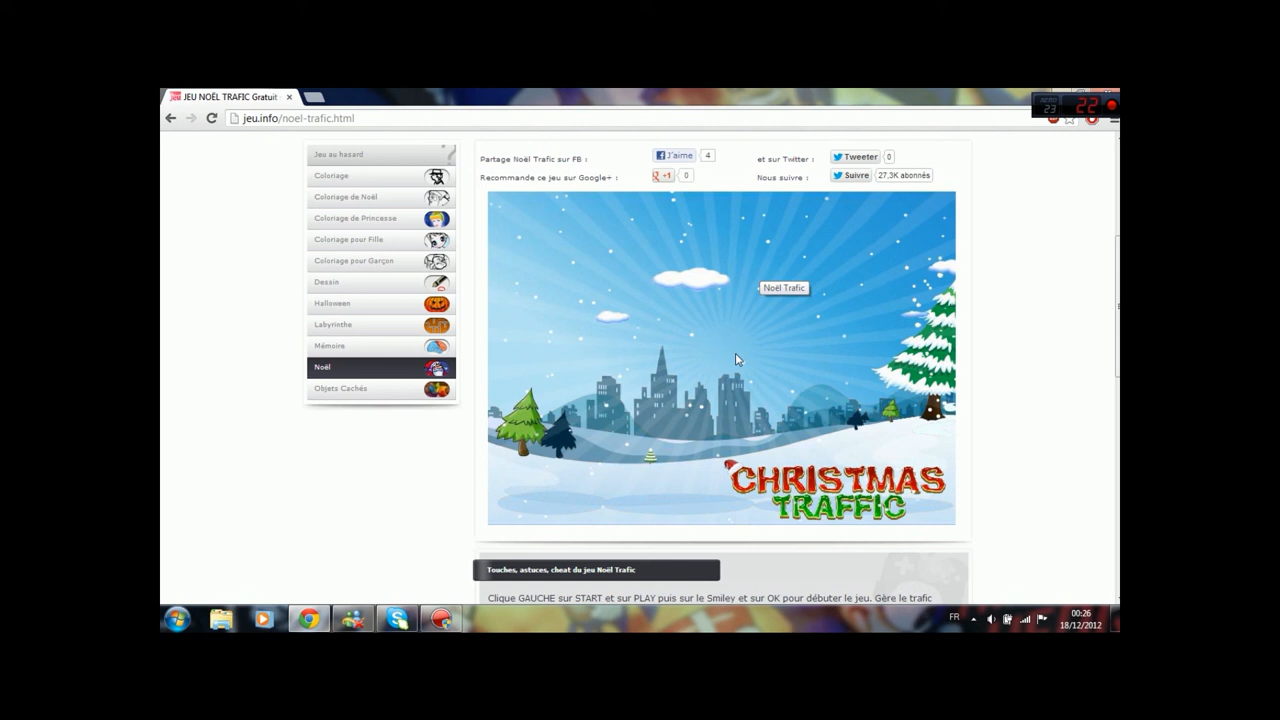 JEU NOËL TRAFIC Gratuit
AERO
23
22
jeu.info/noel-trafic.html
Jeu au hasard
Coloriage
Coloriage de Noël
Coloriage de Princesse
Coloriage pour Fille
Coloriage pour Garçon
Dessin
Halloween
Labyrinthe
Mémoire
Noël
Objets Cachés
Partage Noël Trafic sur FB :
J'aime
4
et sur Twitter :
Tweeter
0
Recommande ce jeu sur Google+ :
+1
0
Nous suivre :
Suivre
27,3K abonnés
Noël Trafic
CHRISTMAS
TRAFFIC
Touches, astuces, cheat du jeu Noël Trafic
Clique GAUCHE sur START et sur PLAY puis sur le Smiley et sur OK pour débuter le jeu. Gère le trafic
FR
00:26
18/12/2012